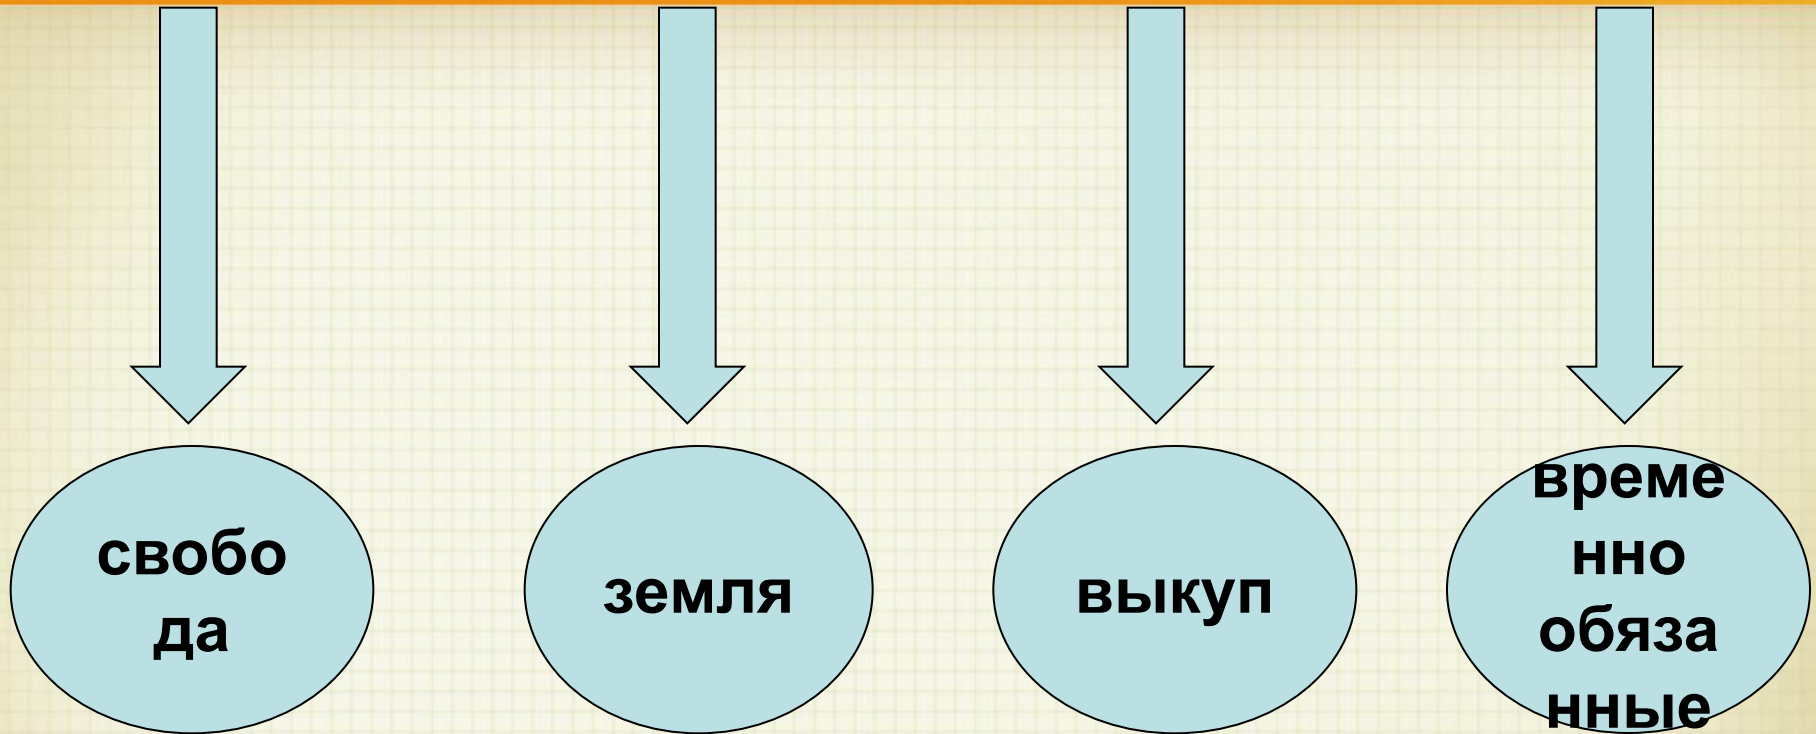 свобо
да
земля
выкуп
време
нно
обяза
нные